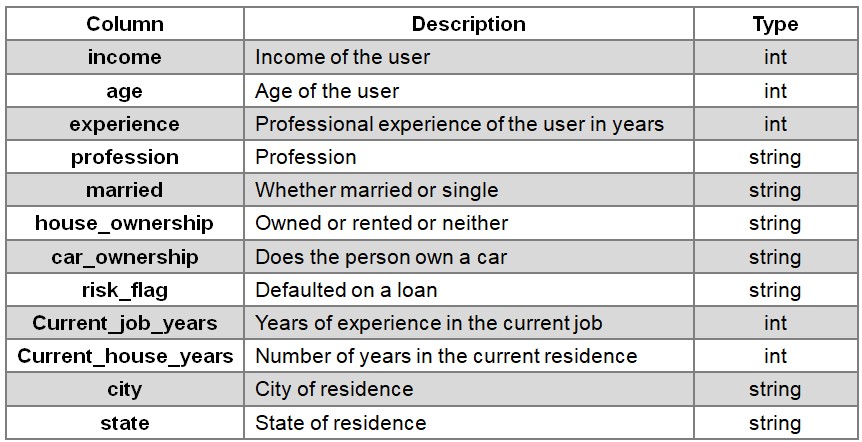 Column Description Type
income Income of the user int
age Age of the user int
experience Professional experience of the user in years int
profession Profession string
married Whether married or single string
house_ownership Owned or rented or neither string
car_ownership Does the person own a car string
risk_flag Defaulted on a loan string
Current_job_years Years of experience in the current job int
Current_house_years Number of years in the current residence int
city City of residence string
state State of residence string